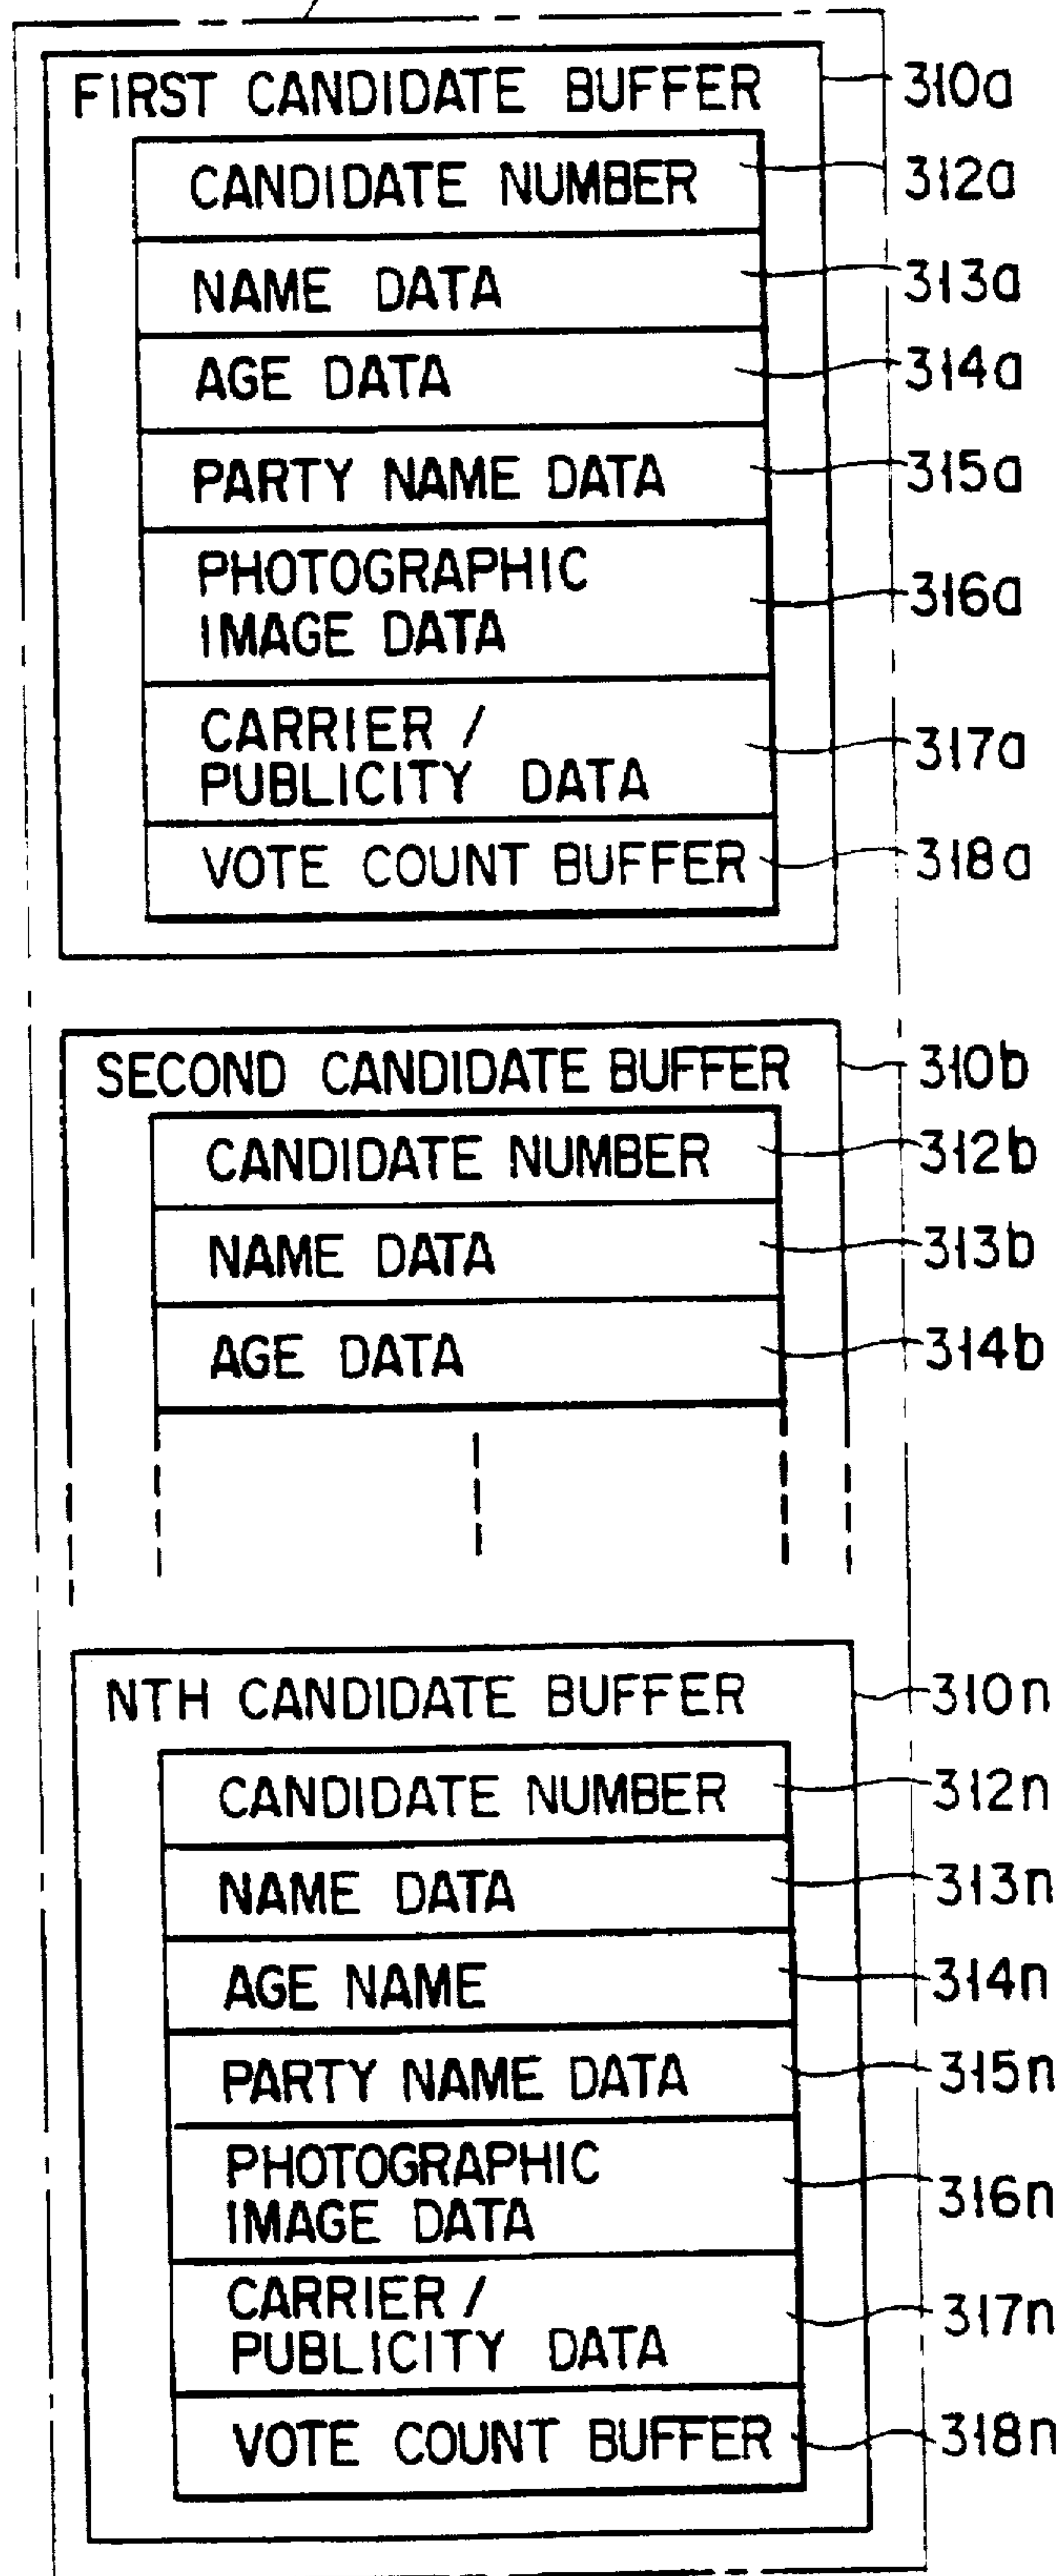 FIRST CANDIDATE BUFFER 310a
CANDIDATE NUMBER 312a
NAME DATA 313a
AGE DATA 314a
PARTY NAME DATA 315a
PHOTOGRAPHIC
IMAGE DATA 316a
CARRIER /
PUBLICITY DATA 317a
VOTE COUNT BUFFER 318a
SECOND CANDIDATE BUFFER 310b
CANDIDATE NUMBER 312b
NAME DATA 313b
AGE DATA 314b
NTH CANDIDATE BUFFER 310n
CANDIDATE NUMBER 312n
NAME DATA 313n
AGE NAME 314n
PARTY NAME DATA 315n
PHOTOGRAPHIC
IMAGE DATA 316n
CARRIER /
PUBLICITY DATA 317n
VOTE COUNT BUFFER 318n